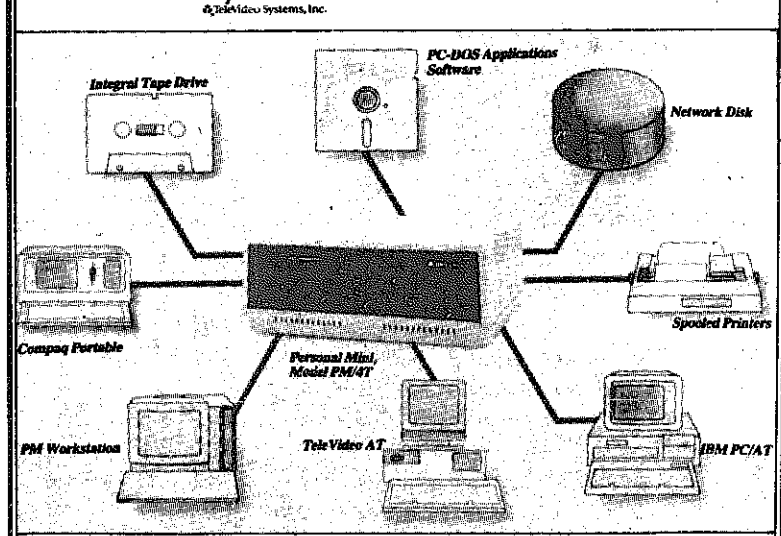 TeleVideo Systems, Inc.
PC-DOS Applications
Software
Integral Tape Drive
Network Disk
Compaq Portable
Spooled Printers
Personal Mini,
Model PM/4T
PM Workstation
TeleVideo AT
IBM PC/AT